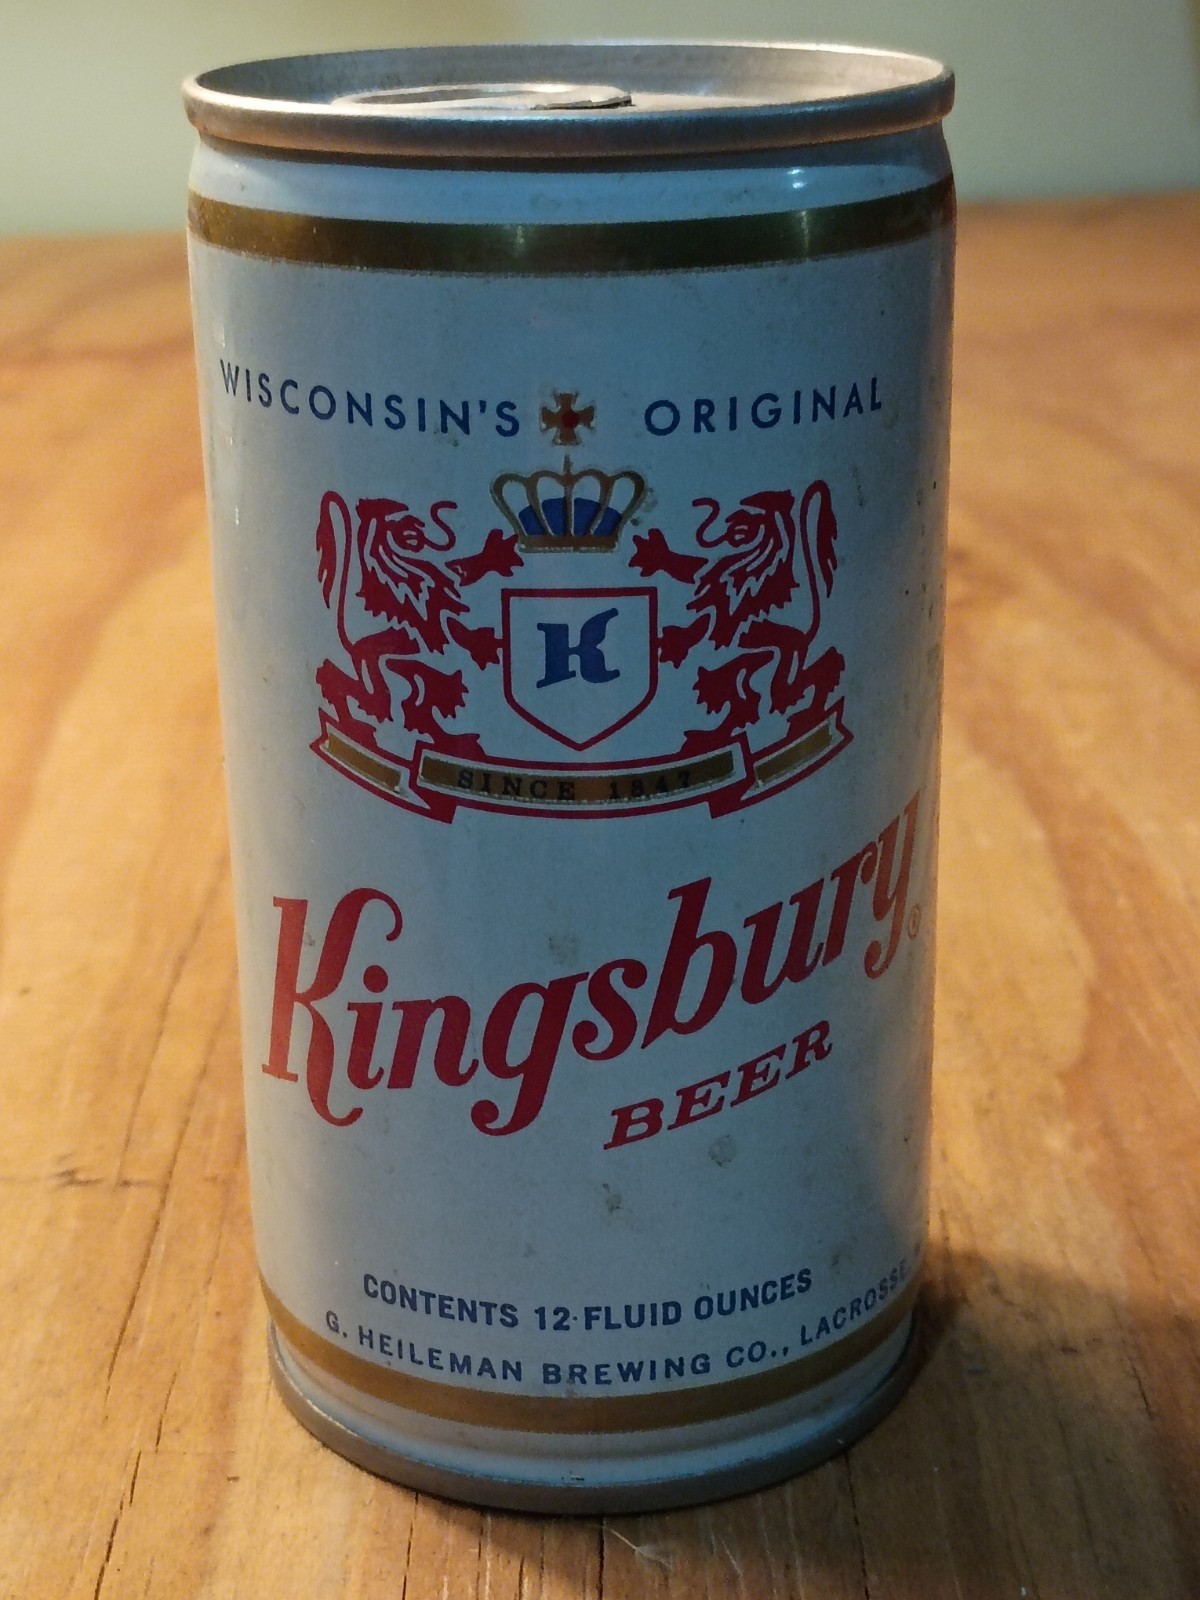 WISCONSIN'S ORIGINAL
K
SINCE 1847
Kingsbury®
BEER
CONTENTS 12 FLUID OUNCES
G. HEILEMAN BREWING CO., LACROSSE,